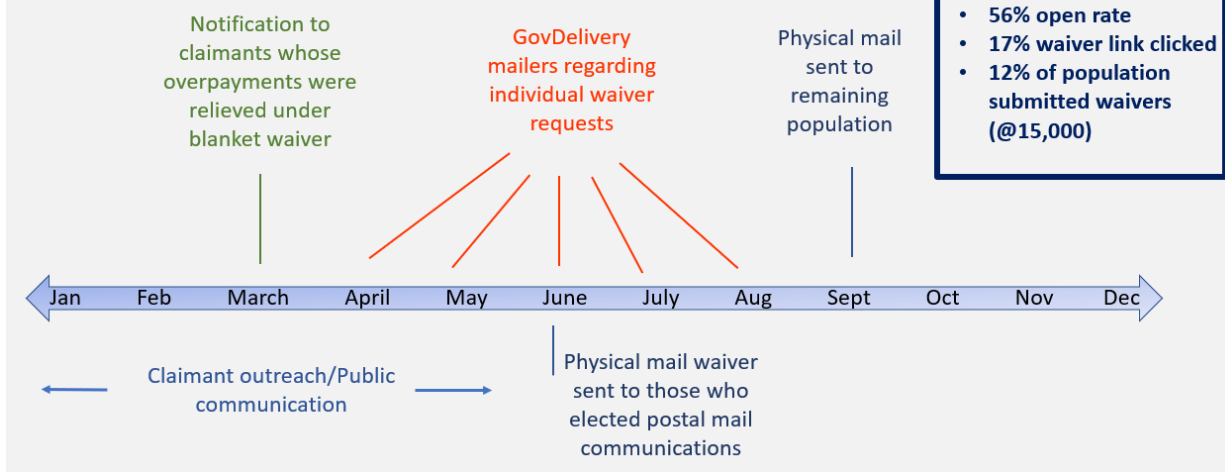 Notification to
claimants whose
overpayments were
relieved under
blanket waiver
GovDelivery
mailers regarding
individual waiver
requests
Physical mail
sent to
remaining
population
• 56% open rate
• 17% waiver link clicked
• 12% of population
submitted waivers
(@15,000)
Jan Feb March April May June July Aug Sept Oct Nov Dec
Claimant outreach/Public
communication
Physical mail waiver
sent to those who
elected postal mail
communications